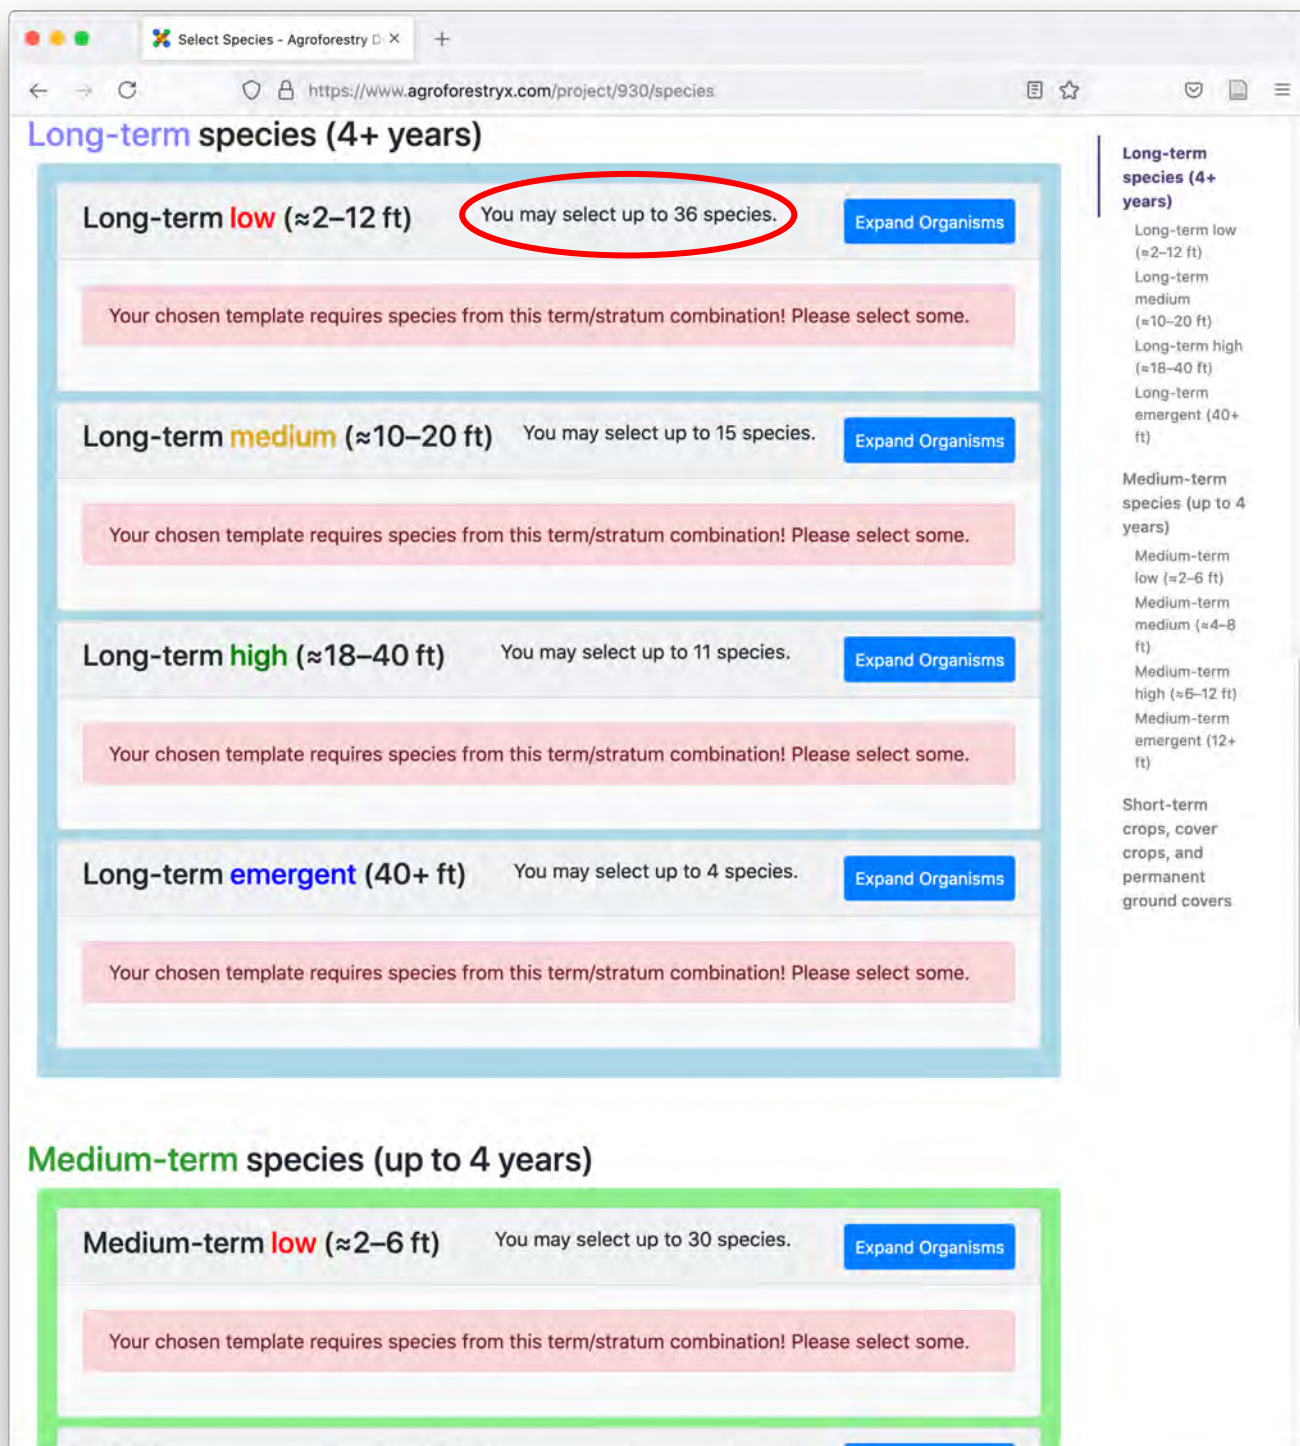 Select Species - Agroforestry D
https://www.agroforestryx.com/project/930/species
Long-term species (4+ years)
Long-term low (≈2–12 ft)
You may select up to 36 species.
Expand Organisms
Your chosen template requires species from this term/stratum combination! Please select some.
Long-term medium (≈10–20 ft)
You may select up to 15 species.
Expand Organisms
Your chosen template requires species from this term/stratum combination! Please select some.
Long-term high (≈18–40 ft)
You may select up to 11 species.
Expand Organisms
Your chosen template requires species from this term/stratum combination! Please select some.
Long-term emergent (40+ ft)
You may select up to 4 species.
Expand Organisms
Your chosen template requires species from this term/stratum combination! Please select some.
Medium-term species (up to 4 years)
Medium-term low (≈2–6 ft)
You may select up to 30 species.
Expand Organisms
Your chosen template requires species from this term/stratum combination! Please select some.
Long-term
species (4+
years)
Long-term low
(≈2–12 ft)
Long-term
medium
(≈10–20 ft)
Long-term high
(≈18–40 ft)
Long-term
emergent (40+
ft)
Medium-term
species (up to 4
years)
Medium-term
low (≈2–6 ft)
Medium-term
medium (≈4–8
ft)
Medium-term
high (≈6–12 ft)
Medium-term
emergent (12+
ft)
Short-term
crops, cover
crops, and
permanent
ground covers